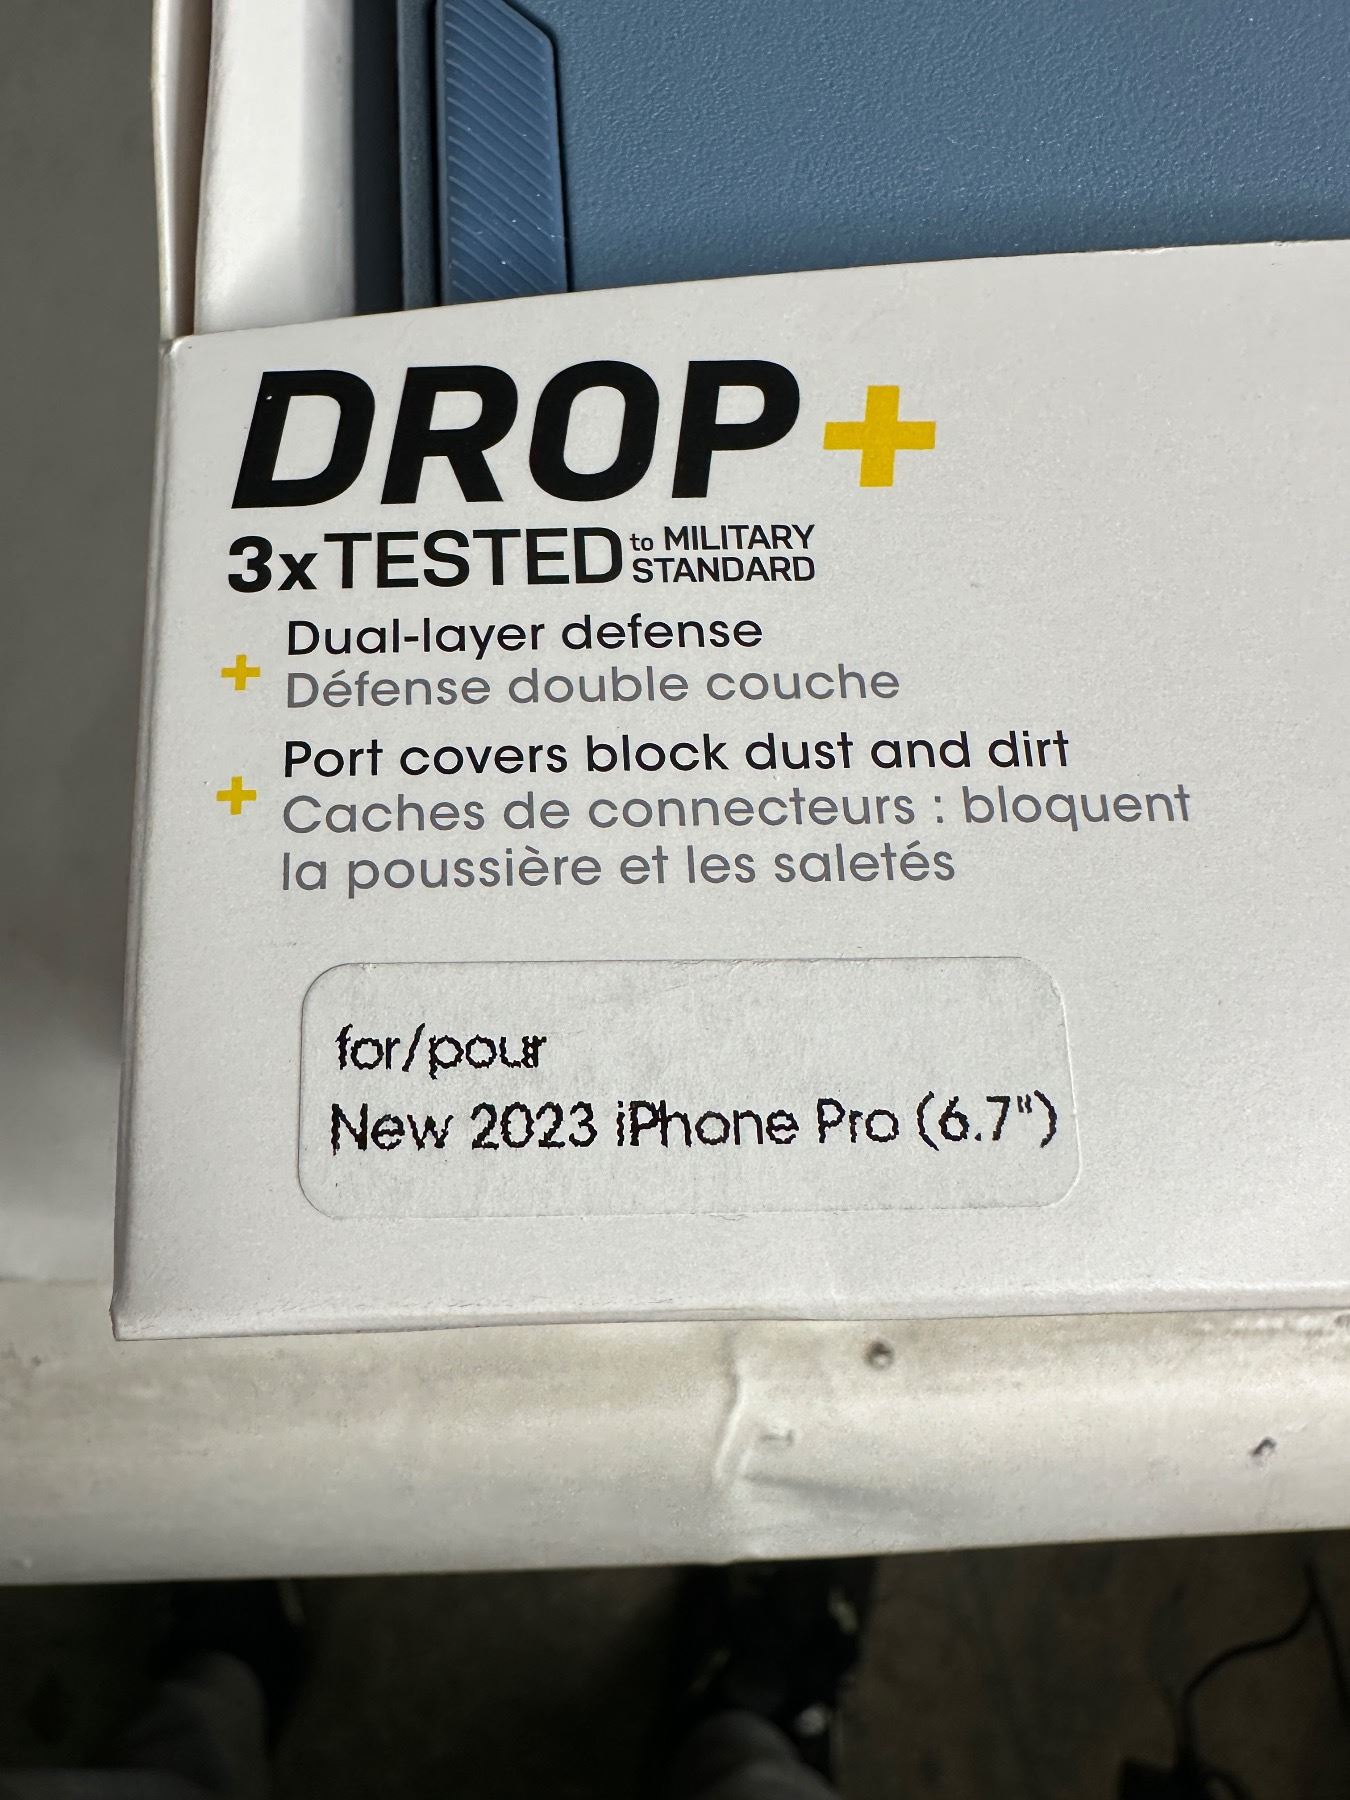 DROP+
3xTESTED to MILITARY STANDARD
+ Dual-layer defense
Défense double couche
+ Port covers block dust and dirt
Caches de connecteurs : bloquent
la poussière et les saletés
for/pour
New 2023 iPhone Pro (6.7")